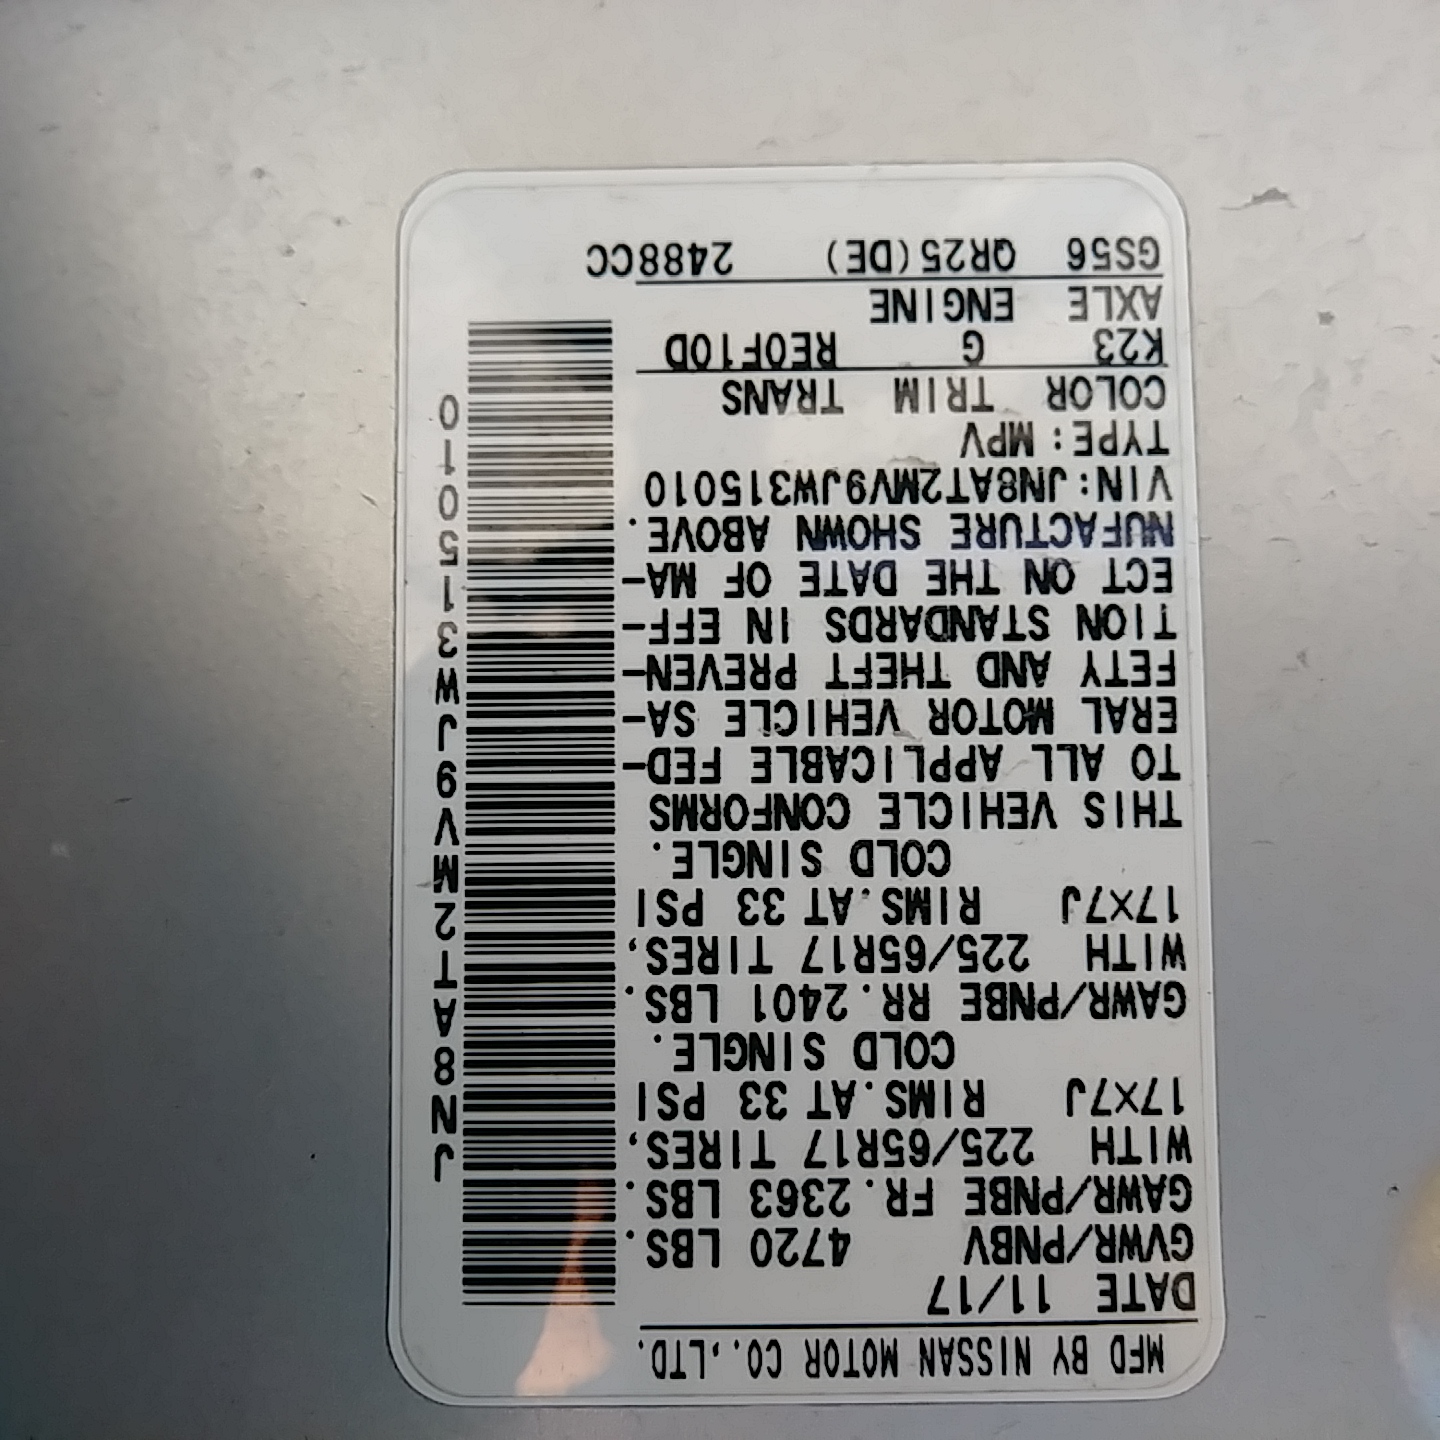 MFD BY NISSAN MOTOR CO.,LTD.
DATE 11/17
GVWR/PNBV 4720 LBS.
GAWR/PNBE FR.2363 LBS.
WITH 225/65R17 TIRES,
17×7J RIMS.AT 33 PSI
COLD SINGLE.
GAWR/PNBE RR.2401 LBS.
WITH 225/65R17 TIRES,
17×7J RIMS.AT 33 PSI
COLD SINGLE.
THIS VEHICLE CONFORMS
TO ALL APPLICABLE FED-
ERAL MOTOR VEHICLE SA-
FETY AND THEFT PREVEN-
TION STANDARDS IN EFF-
ECT ON THE DATE OF MA-
NUFACTURE SHOWN ABOVE.
VIN:JN8AT2MV9JW315010
TYPE:MPV
COLOR TRIM TRANS
K23 G RE0F10D
AXLE ENGINE
GS56 QR25(DE) 2488CC
JN8AT2MV9JW315010